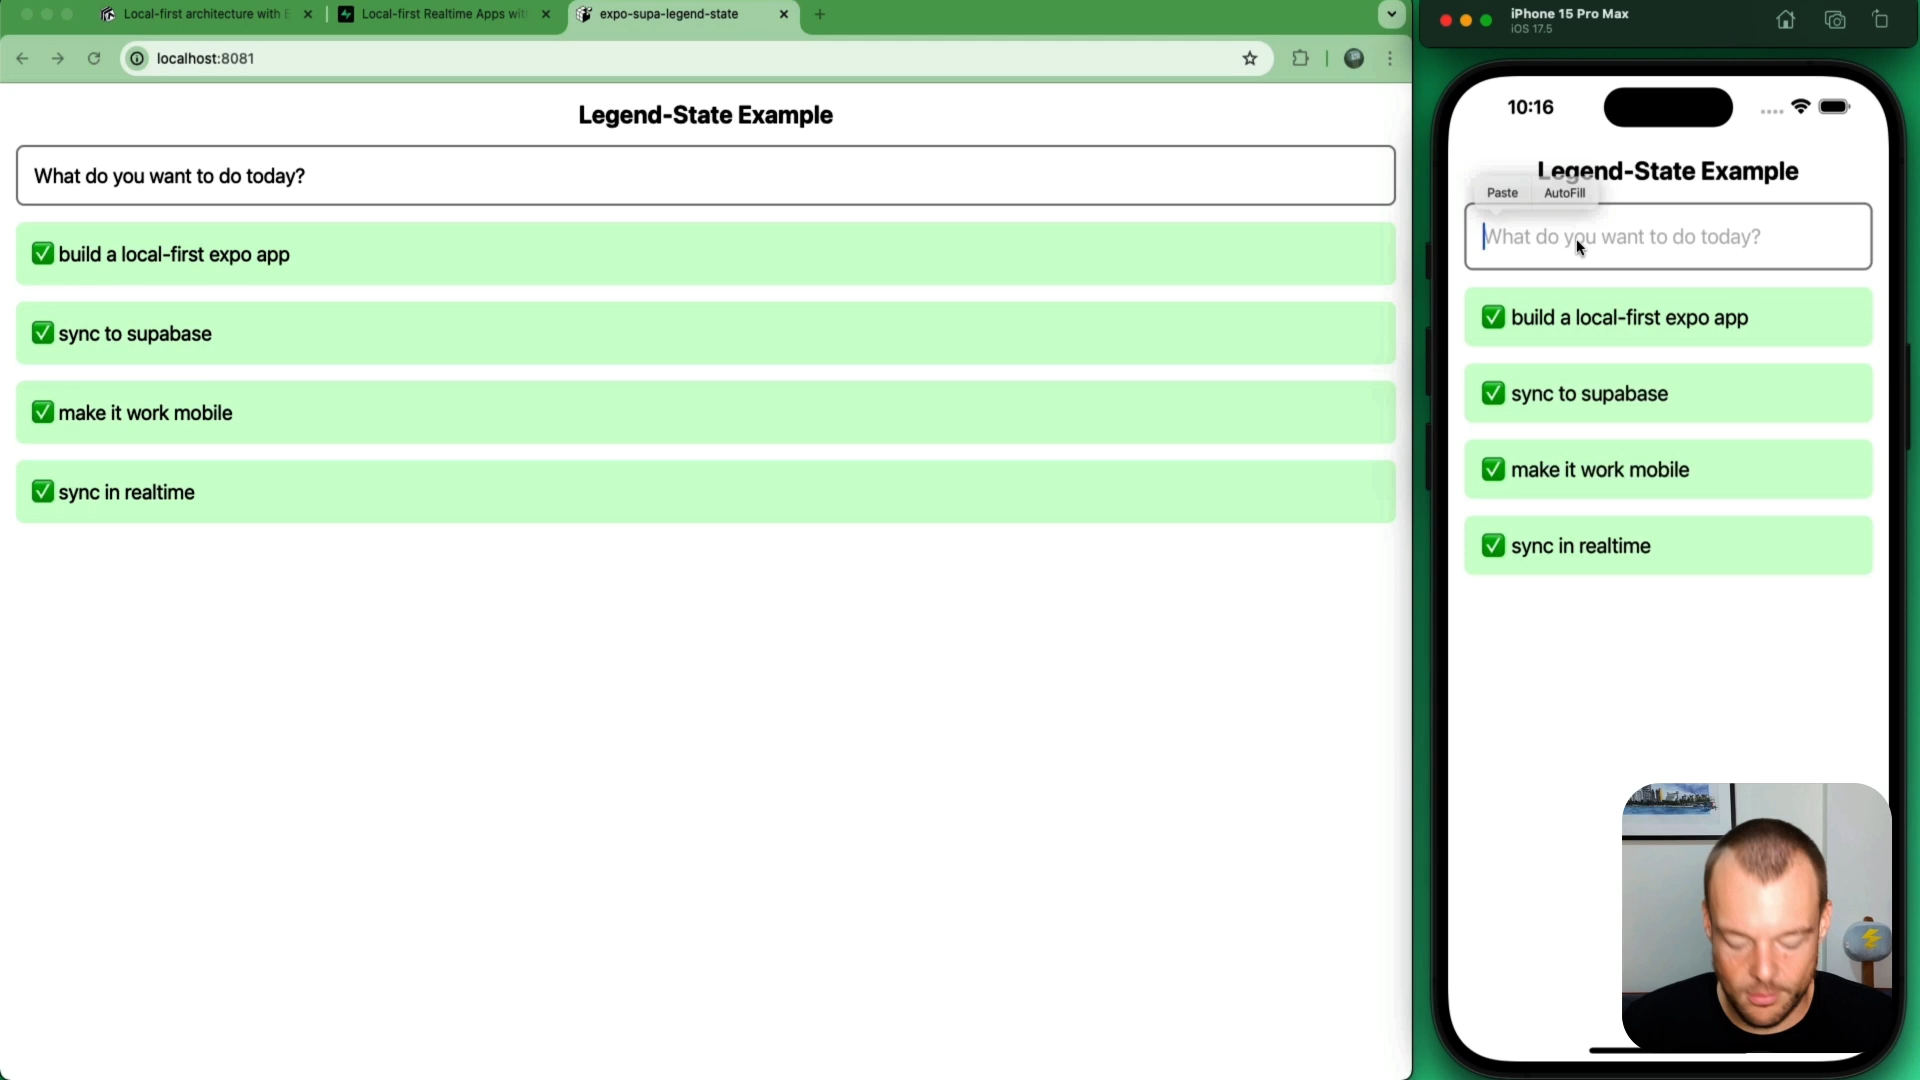 Local-first architecture with E
Local-first Realtime Apps wit
expo-supa-legend-state
localhost:8081
Legend-State Example
What do you want to do today?
✅ build a local-first expo app
✅ sync to supabase
✅ make it work mobile
✅ sync in realtime
iPhone 15 Pro Max
iOS 17.5
10:16
Legend-State Example
Paste AutoFill
What do you want to do today?
✅ build a local-first expo app
✅ sync to supabase
✅ make it work mobile
✅ sync in realtime